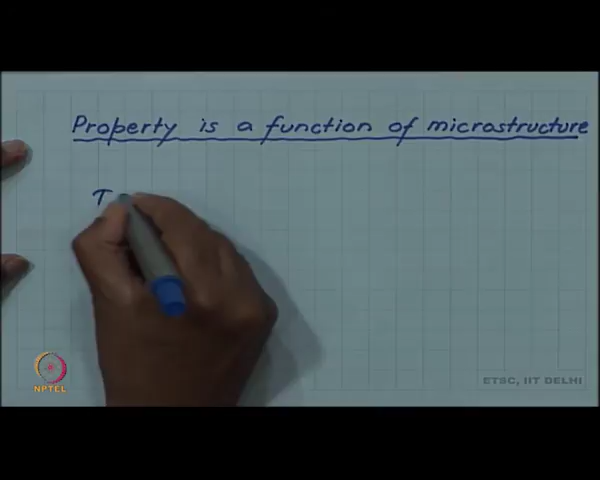 Property is a function of microstructure
T
NPTEL
ETSC, IIT DELHI